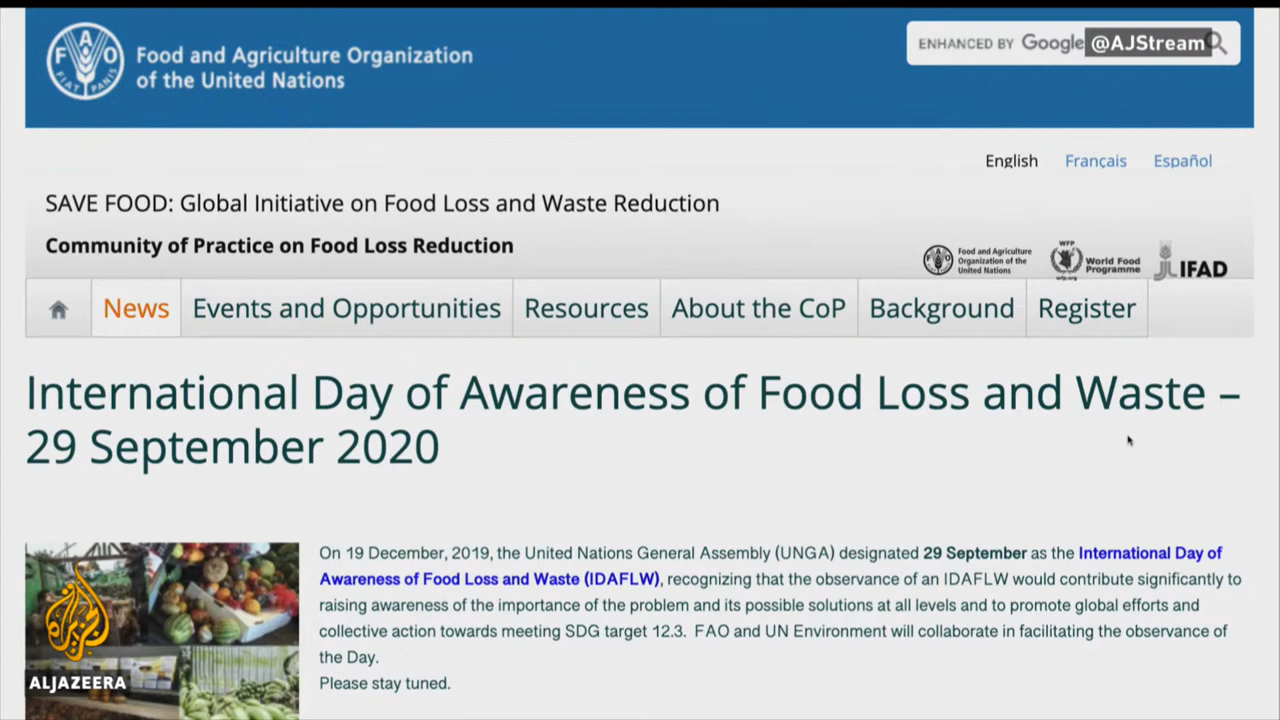 FAO
FIAT PANIS
Food and Agriculture Organization
of the United Nations
ENHANCED BY Google
@AJStream
English Français Español
SAVE FOOD: Global Initiative on Food Loss and Waste Reduction
Community of Practice on Food Loss Reduction
Food and Agriculture
Organization of the
United Nations
WFP
wfp.org
World Food
Programme
IFAD
News Events and Opportunities Resources About the CoP Background Register
International Day of Awareness of Food Loss and Waste –
29 September 2020
On 19 December, 2019, the United Nations General Assembly (UNGA) designated 29 September as the International Day of
Awareness of Food Loss and Waste (IDAFLW), recognizing that the observance of an IDAFLW would contribute significantly to
raising awareness of the importance of the problem and its possible solutions at all levels and to promote global efforts and
collective action towards meeting SDG target 12.3. FAO and UN Environment will collaborate in facilitating the observance of
the Day.
Please stay tuned.
الجزيرة
ALJAZEERA